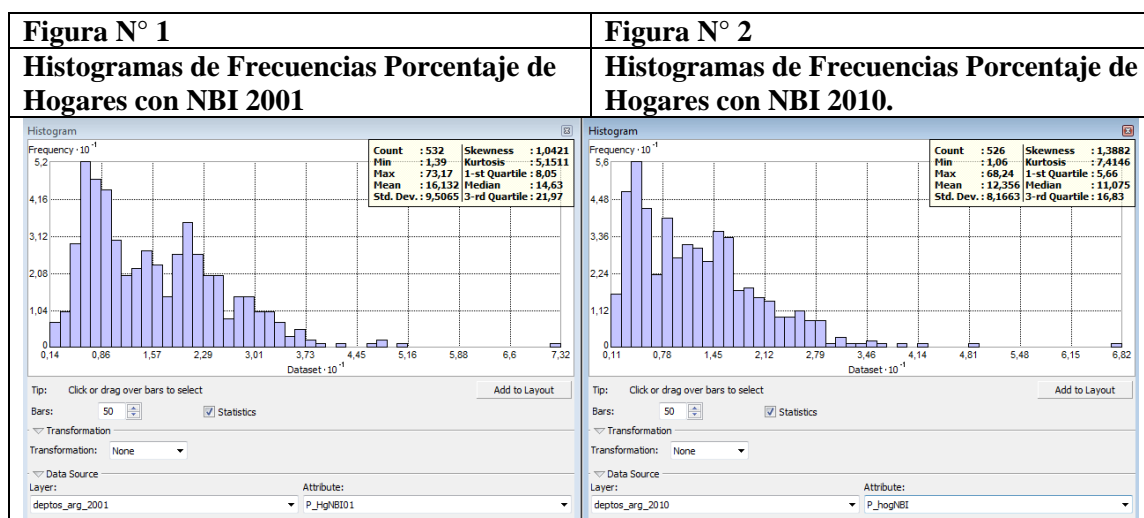 Figura N° 1
Histogramas de Frecuencias Porcentaje de
Hogares con NBI 2001
Histogram
Frequency · 10 -1
5,2
4,16
3,12
2,08
1,04
0
Count : 532 Skewness : 1,0421
Min : 1,39 Kurtosis : 5,1511
Max : 73,17 1-st Quartile : 8,05
Mean : 16,132 Median : 14,63
Std. Dev. : 9,5065 3-rd Quartile : 21,97
0,14 0,86 1,57 2,29 3,01 3,73 4,45 5,16 5,88 6,6 7,32
Dataset · 10 -1
Tip: Click or drag over bars to select
Add to Layout
Bars: 50 Statistics
Transformation
Transformation: None
Data Source
Layer: Attribute:
deptos_arg_2001 P_HgNBI01
Figura N° 2
Histogramas de Frecuencias Porcentaje de
Hogares con NBI 2010.
Histogram
Frequency · 10 -1
5,6
4,48
3,36
2,24
1,12
0
Count : 526 Skewness : 1,3882
Min : 1,06 Kurtosis : 7,4146
Max : 68,24 1-st Quartile : 5,66
Mean : 12,356 Median : 11,075
Std. Dev. : 8,1663 3-rd Quartile : 16,83
0,11 0,78 1,45 2,12 2,79 3,46 4,14 4,81 5,48 6,15 6,82
Dataset · 10 -1
Tip: Click or drag over bars to select
Add to Layout
Bars: 50 Statistics
Transformation
Transformation: None
Data Source
Layer: Attribute:
deptos_arg_2010 P_hogNBI